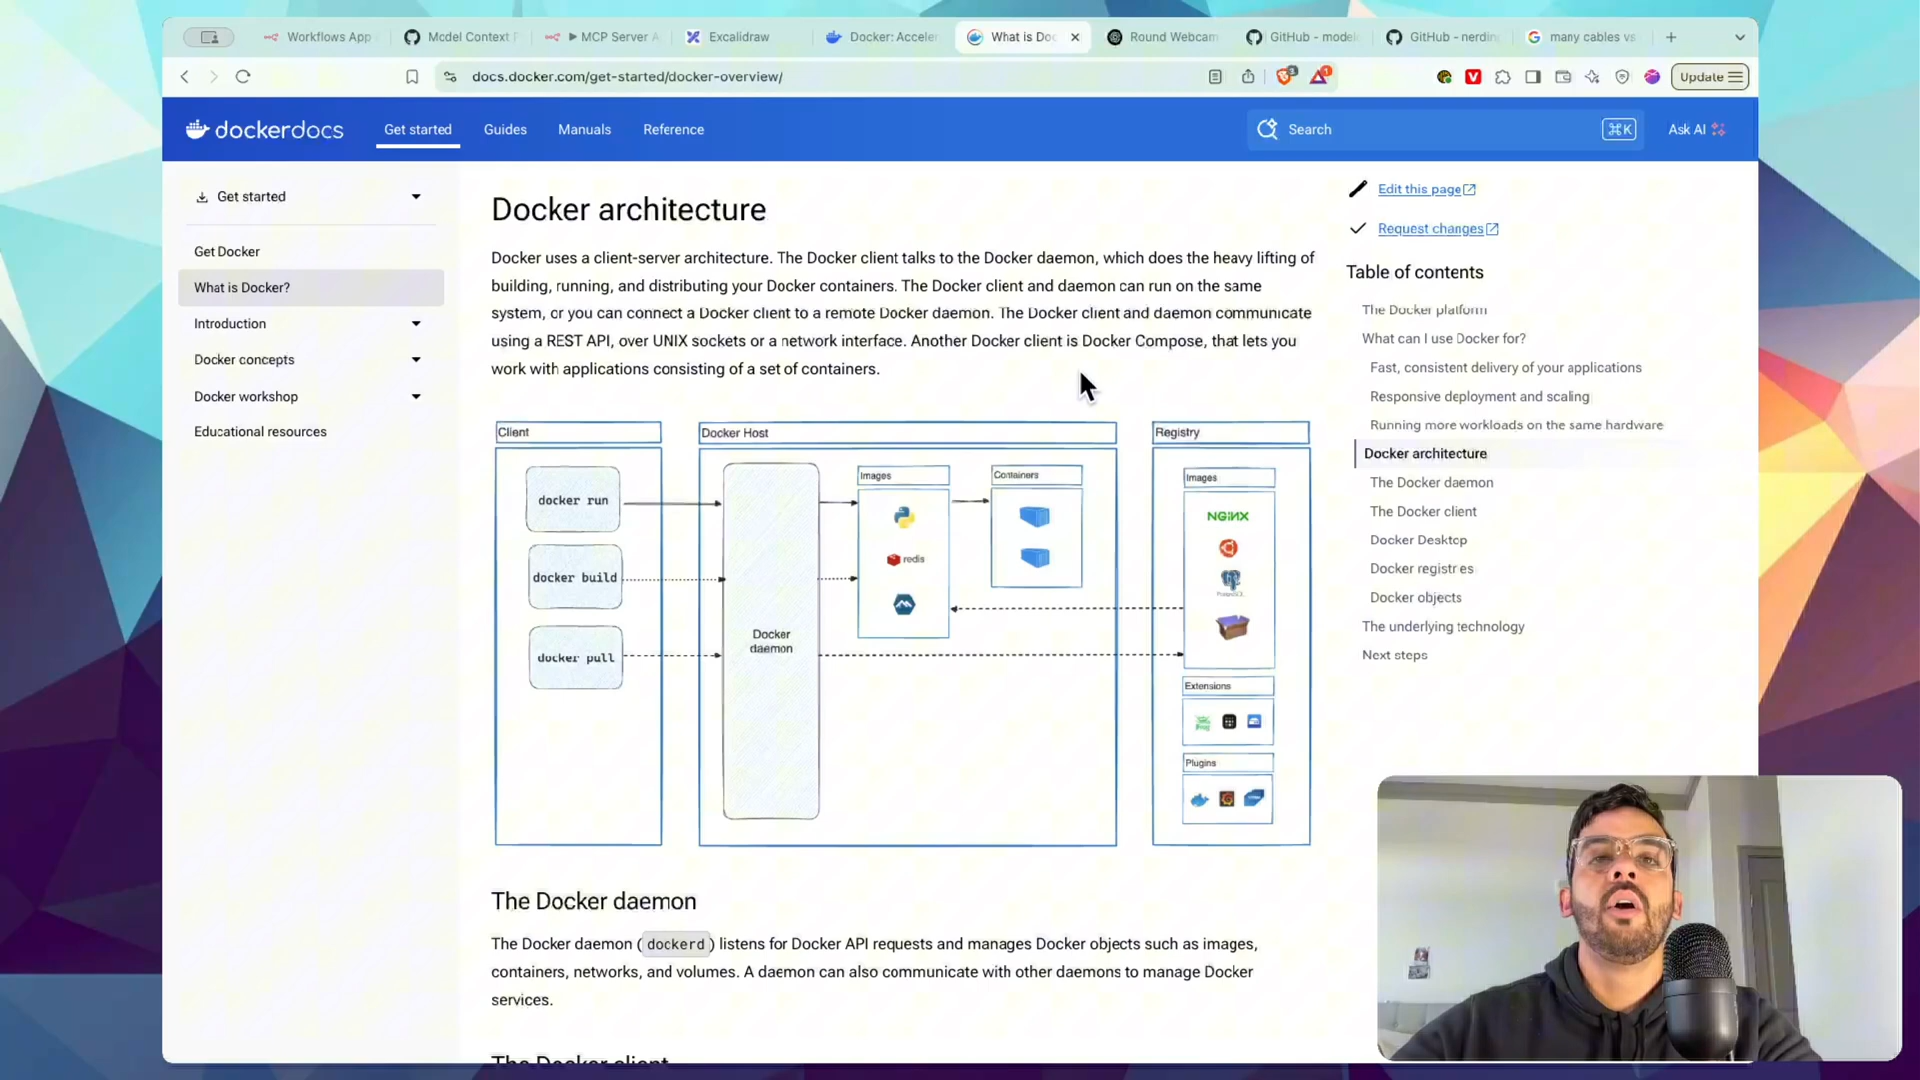 Workflows App
Model Context P
▶ MCP Server A
Excalidraw
Docker: Acceler
What is Doc
Round Webcam
GitHub - model
GitHub - nerdin
many cables vs
docs.docker.com/get-started/docker-overview/
Update
dockerdocs
Get started
Guides
Manuals
Reference
Search
⌘K
Ask AI
Get started
Get Docker
What is Docker?
Introduction
Docker concepts
Docker workshop
Educational resources
Docker architecture
Docker uses a client-server architecture. The Docker client talks to the Docker daemon, which does the heavy lifting of
building, running, and distributing your Docker containers. The Docker client and daemon can run on the same
system, or you can connect a Docker client to a remote Docker daemon. The Docker client and daemon communicate
using a REST API, over UNIX sockets or a network interface. Another Docker client is Docker Compose, that lets you
work with applications consisting of a set of containers.
Client
docker run
docker build
docker pull
Docker Host
Docker
daemon
Images
redis
Containers
Registry
Images
NGINX
PostgreSQL
Extensions
Plugins
The Docker daemon
The Docker daemon ( dockerd ) listens for Docker API requests and manages Docker objects such as images,
containers, networks, and volumes. A daemon can also communicate with other daemons to manage Docker
services.
The Docker client
Edit this page
Request changes
Table of contents
The Docker platform
What can I use Docker for?
Fast, consistent delivery of your applications
Responsive deployment and scaling
Running more workloads on the same hardware
Docker architecture
The Docker daemon
The Docker client
Docker Desktop
Docker registries
Docker objects
The underlying technology
Next steps